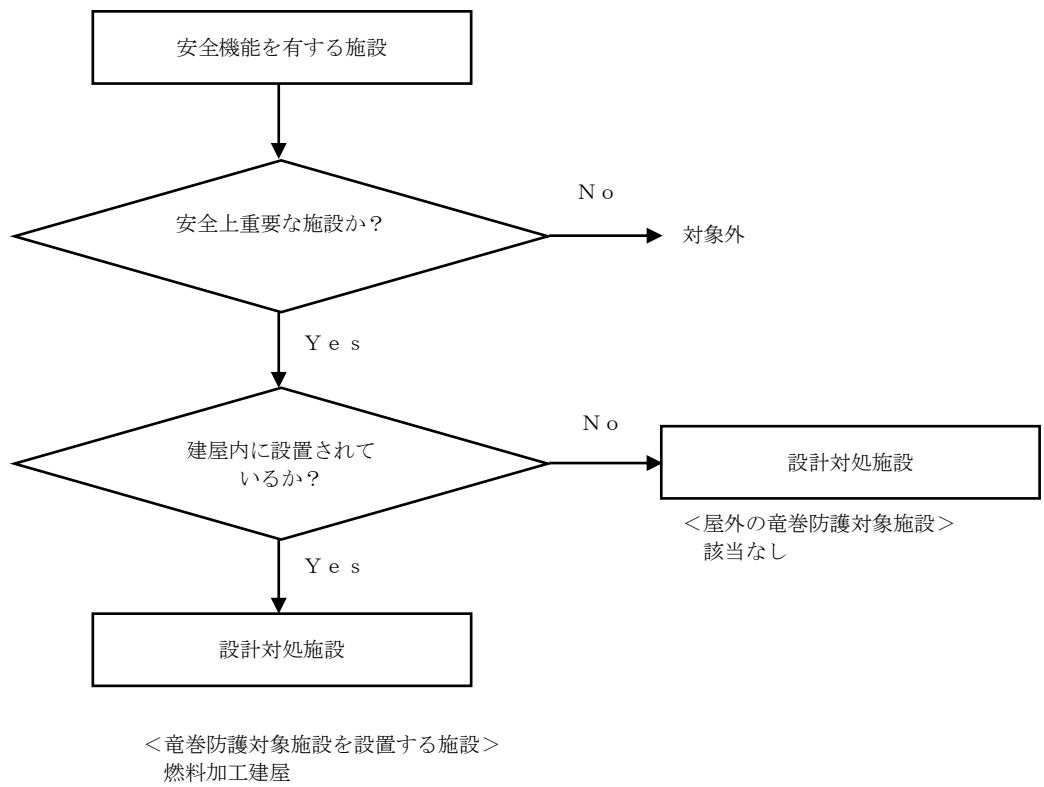 安全機能を有する施設
安全上重要な施設か？
Ｎｏ
対象外
Ｙｅｓ
建屋内に設置されて
いるか？
Ｎｏ
設計対処施設
＜屋外の竜巻防護対象施設＞
該当なし
Ｙｅｓ
設計対処施設
＜竜巻防護対象施設を設置する施設＞
燃料加工建屋